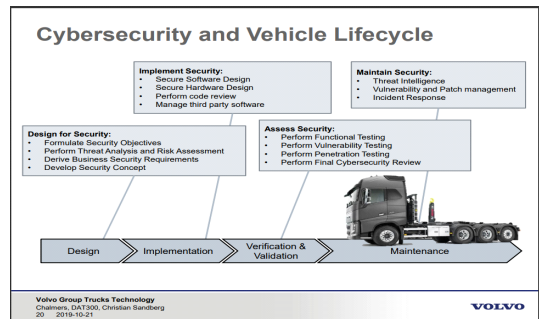 Cybersecurity and Vehicle Lifecycle
Implement Security:
• Secure Software Design
• Secure Hardware Design
• Perform code review
• Manage third party software
Maintain Security:
• Threat Intelligence
• Vulnerability and Patch management
• Incident Response
Design for Security:
• Formulate Security Objectives
• Perform Threat Analysis and Risk Assessment
• Derive Business Security Requirements
• Develop Security Concept
Assess Security:
• Perform Functional Testing
• Perform Vulnerability Testing
• Perform Penetration Testing
• Perform Final Cybersecurity Review
Design
Implementation
Verification &
Validation
Maintenance
Volvo Group Trucks Technology
Chalmers, DAT300, Christian Sandberg
20 2019-10-21
VOLVO